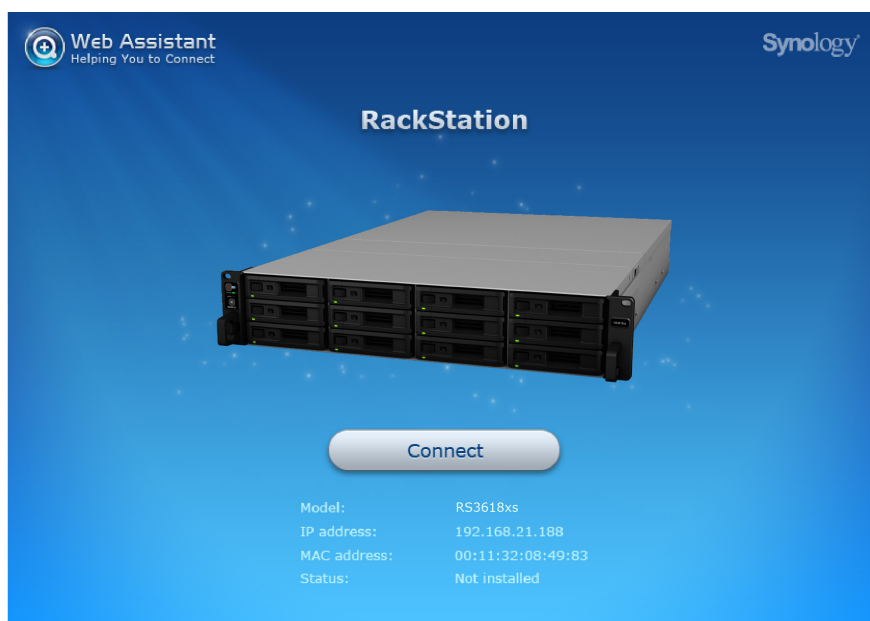 Web Assistant
Helping You to Connect
Synology
RackStation
Connect
Model: RS3618xs
IP address: 192.168.21.188
MAC address: 00:11:32:08:49:83
Status: Not installed